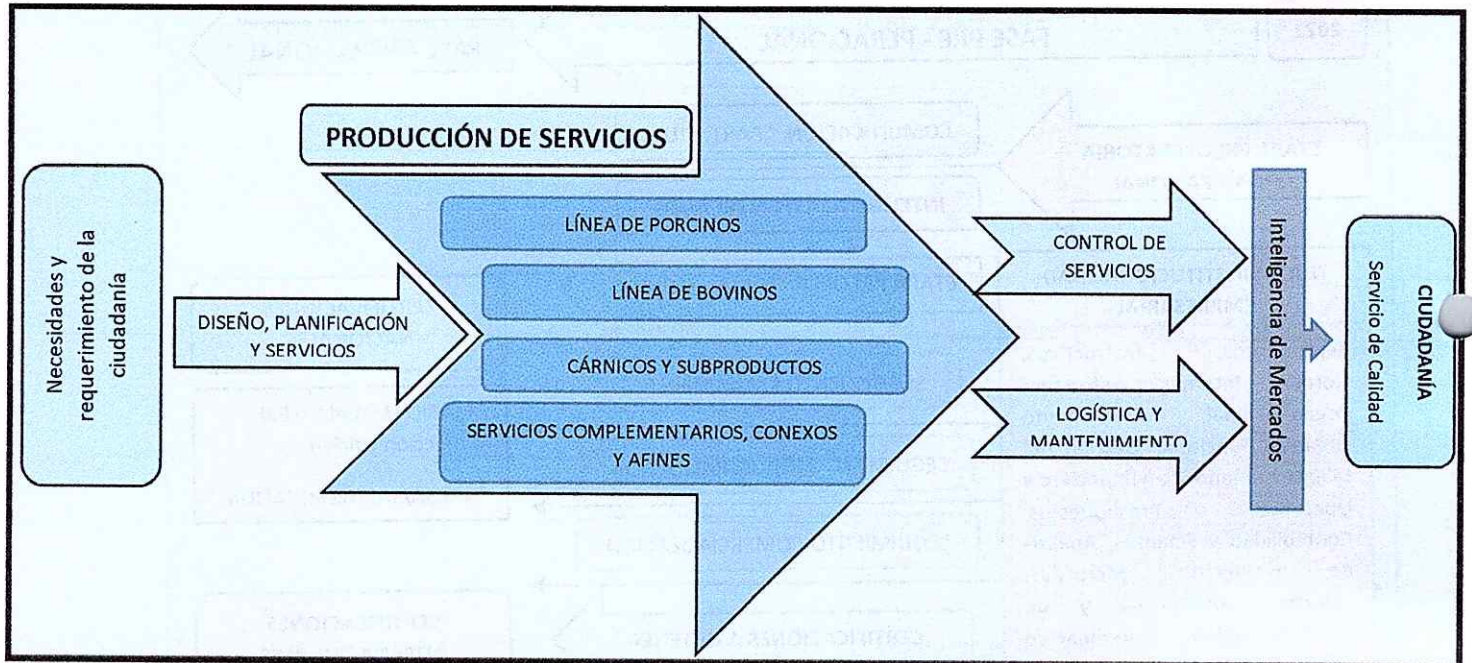 Necesidades y
requerimiento de la
ciudadanía
DISEÑO, PLANIFICACIÓN
Y SERVICIOS
PRODUCCIÓN DE SERVICIOS
LÍNEA DE PORCINOS
LÍNEA DE BOVINOS
CÁRNICOS Y SUBPRODUCTOS
SERVICIOS COMPLEMENTARIOS, CONEXOS
Y AFINES
CONTROL DE
SERVICIOS
LOGÍSTICA Y
MANTENIMIENTO
Inteligencia de Mercados
CIUDADANÍA
Servicio de Calidad